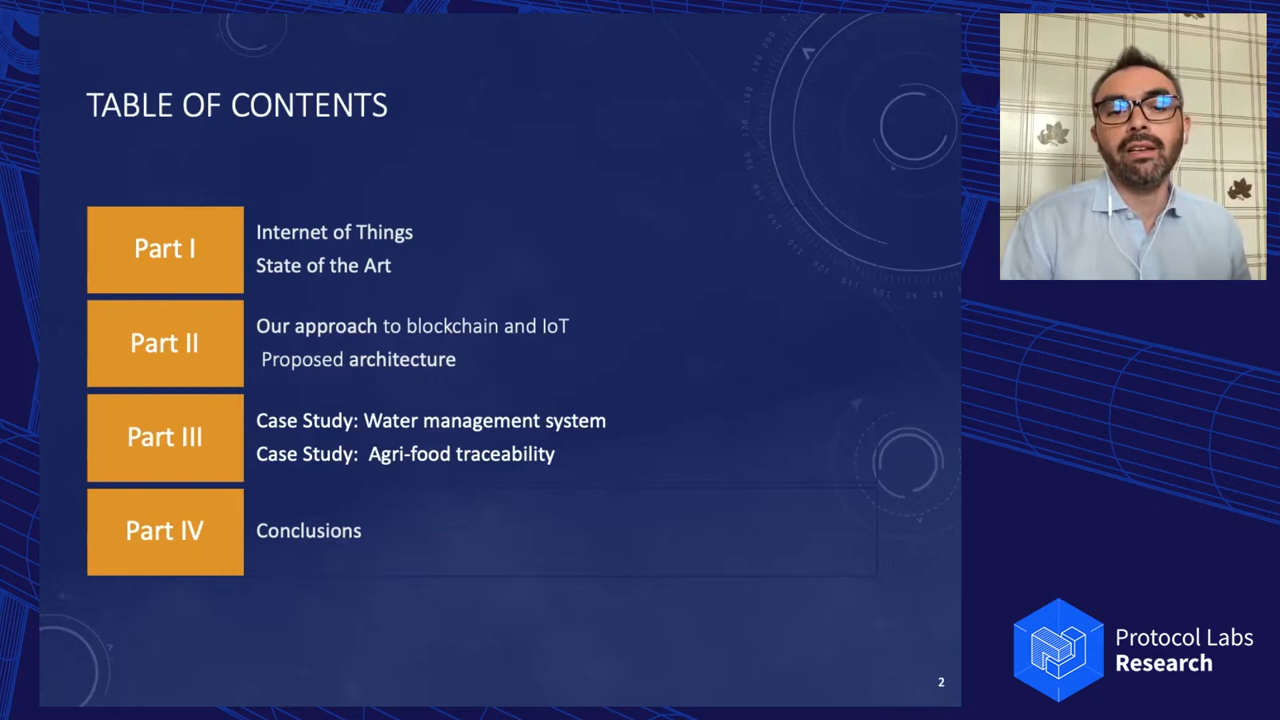 TABLE OF CONTENTS
Part I
Internet of Things
State of the Art
Part II
Our approach to blockchain and IoT
Proposed architecture
Part III
Case Study: Water management system
Case Study: Agri-food traceability
Part IV
Conclusions
2
Protocol Labs
Research